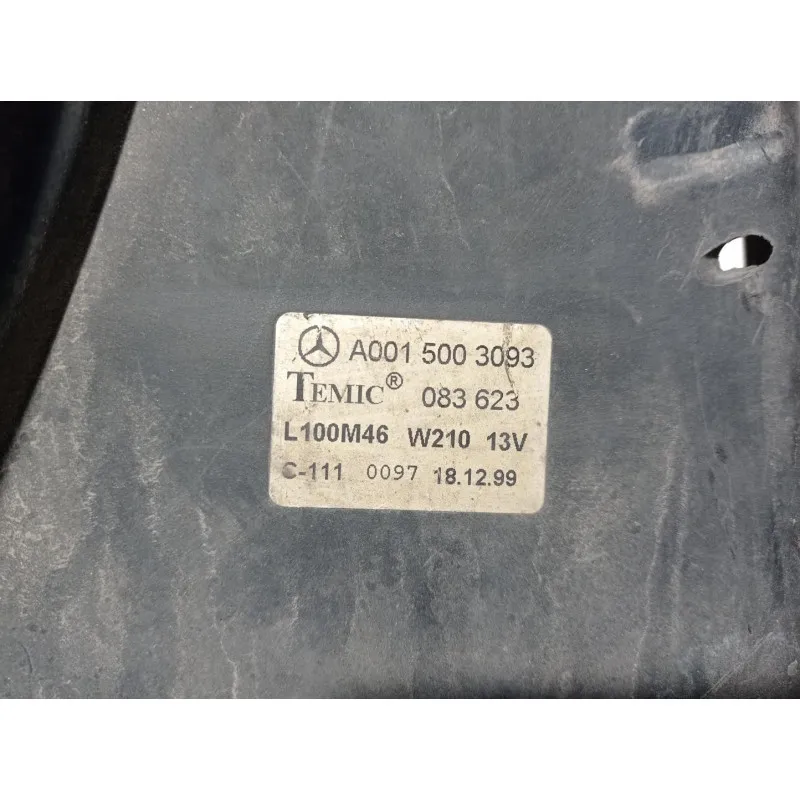 A001 500 3093
TEMIC® 083 623
L100M46 W210 13V
C-111 0097 18.12.99